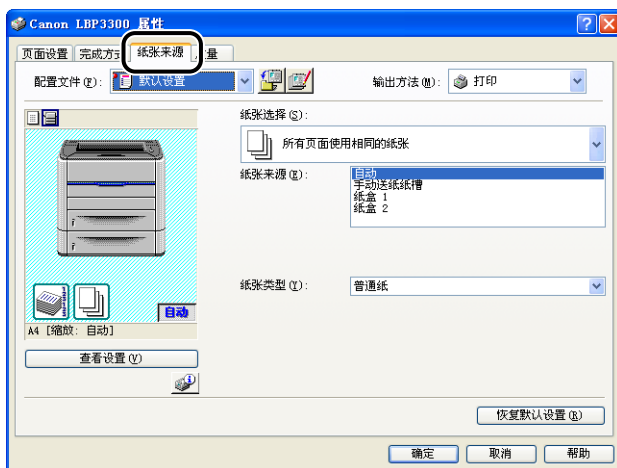 Canon LBP3300 属性
页面设置 完成方式 纸张来源 量
配置文件(F): 默认设置 输出方法(M): 打印
纸张选择(S):
所有页面使用相同的纸张
纸张来源(E): 自动
手动送纸纸槽
纸盒 1
纸盒 2
纸张类型(Y): 普通纸
自动
A4 [缩放: 自动]
查看设置(V)
恢复默认设置(R)
确定 取消 帮助